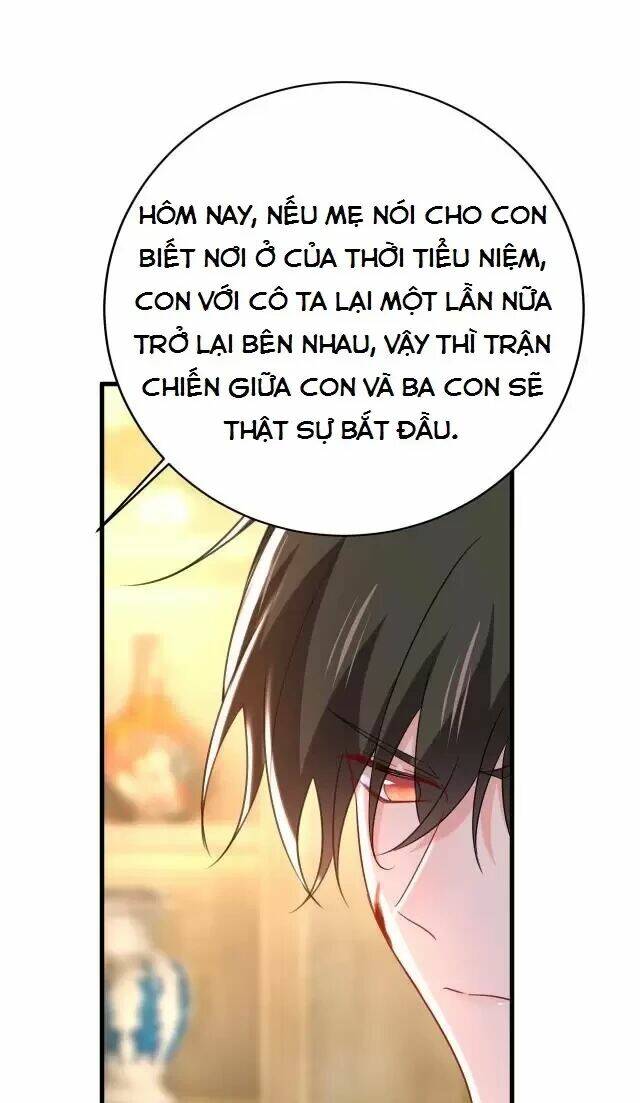 HÔM NAY, NẾU MẸ NÓI CHO CON
BIẾT NƠI Ở CỦA THỜI TIỂU NIỆM,
CON VỚI CÔ TA LẠI MỘT LẦN NỮA
TRỞ LẠI BÊN NHAU, VẬY THÌ TRẬN
CHIẾN GIỮA CON VÀ BA CON SẼ
THẬT SỰ BẮT ĐẦU.